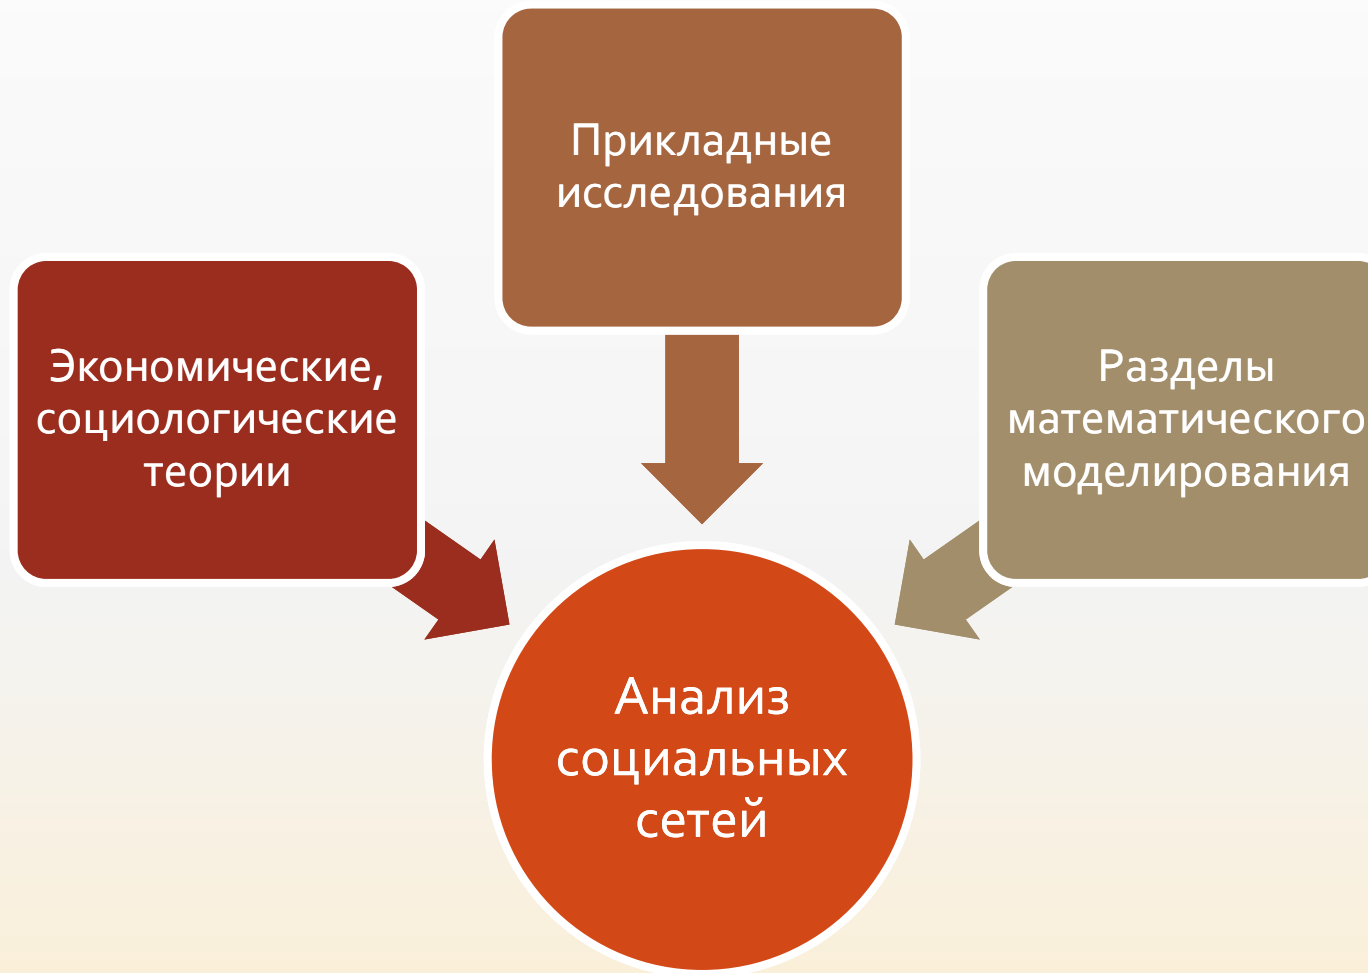 Прикладные
исследования
Экономические,
социологические
теории
Разделы
математического
моделирования
Анализ
социальных
сетей